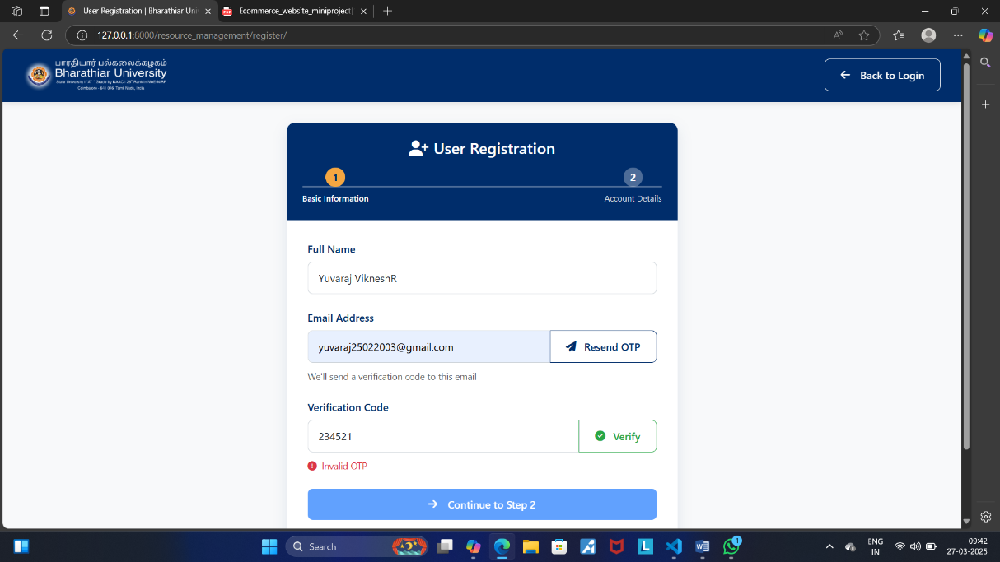 User Registration | Bharathiar Uni
Ecommerce_website_miniproject[
127.0.0.1:8000/resource_management/register/
பாரதியார் பல்கலைக்கழகம்
Bharathiar University
Coimbatore - 641 046, Tamil Nadu, India
Back to Login
User Registration
1
2
Basic Information
Account Details
Full Name
Yuvaraj VikneshR
Email Address
yuvaraj25022003@gmail.com
Resend OTP
We'll send a verification code to this email
Verification Code
234521
Verify
Invalid OTP
Continue to Step 2
Search
1
ENG
IN
09:42
27-03-2025